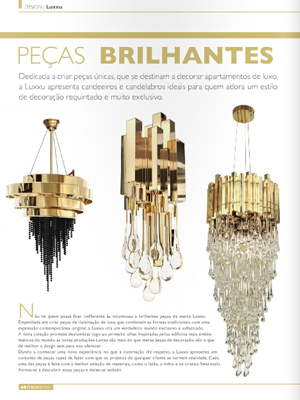 DESIGN | Luxxu
PEÇAS BRILHANTES
Dedicada a criar peças únicas, que se destinam a decorar apartamentos de luxo,
a Luxxu apresenta candeeiros e candelabros ideais para quem adora um estilo
de decoração requintado e muito exclusivo.
Não há quem possa ficar indiferente às volumosas e brilhantes peças da marca Luxxu.
Empenhada em criar peças de iluminação de luxo que combinam as formas tradicionais com uma
expressão contemporânea original, a Luxxu cria um verdadeiro mundo exclusivo e sofisticado.
A nova coleção promete deslumbrar logo ao primeiro olhar. Inspiradas pelos edifícios mais emble-
máticos do mundo, as novas produções Luxxu são mais do que meras peças de decoração, são o que
de melhor o design tem para nos oferecer.
Dando a conhecer uma nova experiência no que à iluminação diz respeito, a Luxxu apresenta um
conjunto de peças capaz de fazer com que os projetos de qualquer cliente se tornem realidade. Cada
uma das peças é feita com a melhor seleção de materiais, como o latão, o vidro e os cristais Swarovski.
Atreva-se a descobrir estas peças e deixe-se seduzir.